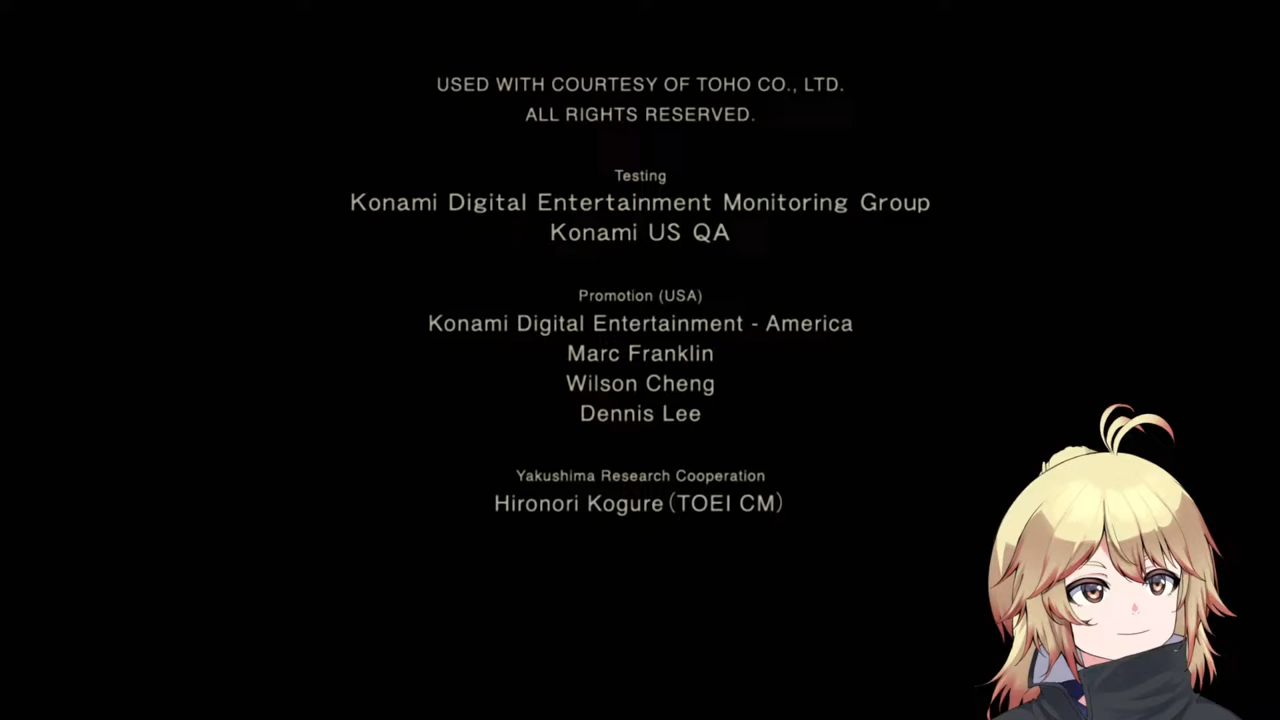 USED WITH COURTESY OF TOHO CO., LTD.
ALL RIGHTS RESERVED.
Testing
Konami Digital Entertainment Monitoring Group
Konami US QA
Promotion (USA)
Konami Digital Entertainment - America
Marc Franklin
Wilson Cheng
Dennis Lee
Yakushima Research Cooperation
Hironori Kogure(TOEI CM)